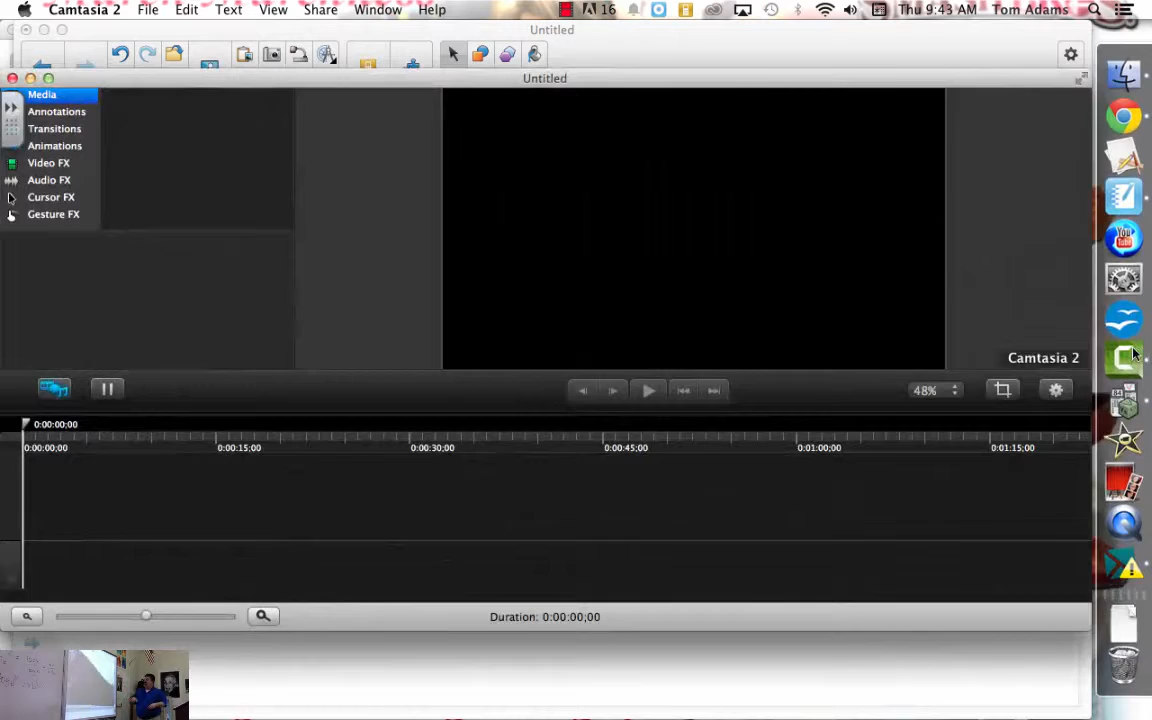 Camtasia 2 File Edit Text View Share Window Help 16 Thu 9:43 AM Tom Adams
Untitled
Untitled
Media
Annotations
Transitions
Animations
Video FX
Audio FX
Cursor FX
Gesture FX
You
Tube
Camtasia 2
48%
0:00:00;00
0:00:00;00 0:00:15;00 0:00:30;00 0:00:45;00 0:01:00;00 0:01:15;00
Duration: 0:00:00;00